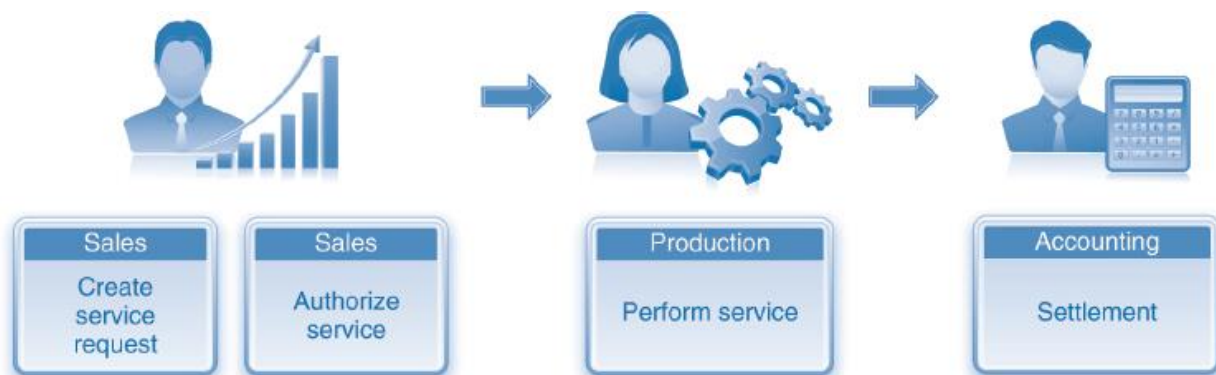 Sales
Create
service
request
Sales
Authorize
service
Production
Perform service
Accounting
Settlement